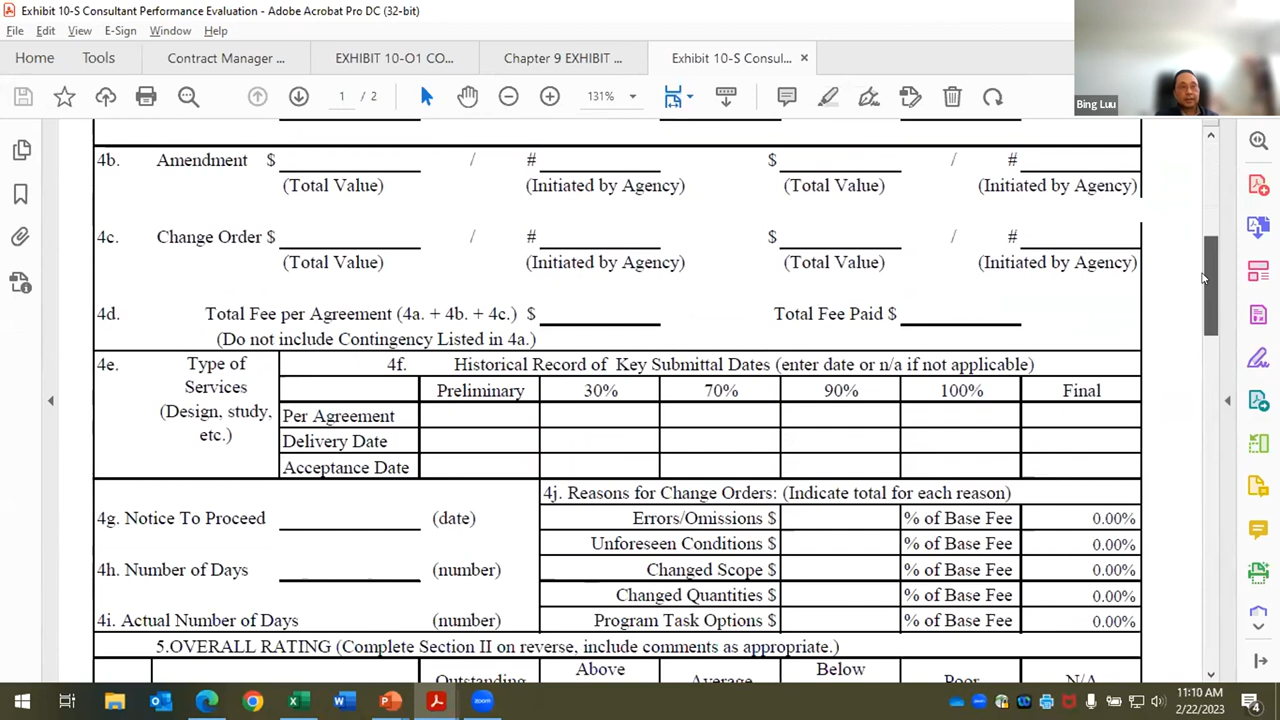 Exhibit 10-S Consultant Performance Evaluation - Adobe Acrobat Pro DC (32-bit)
File Edit View E-Sign Window Help
Home Tools Contract Manager ... EXHIBIT 10-O1 CO... Chapter 9 EXHIBIT ... Exhibit 10-S Consul... ×
1 / 2 131%
Bing Luu
4b. Amendment $ / # $ / #
(Total Value) (Initiated by Agency) (Total Value) (Initiated by Agency)
4c. Change Order $ / # $ / #
(Total Value) (Initiated by Agency) (Total Value) (Initiated by Agency)
4d. Total Fee per Agreement (4a. + 4b. + 4c.) $ Total Fee Paid $
(Do not include Contingency Listed in 4a.)
4e. Type of 4f. Historical Record of Key Submittal Dates (enter date or n/a if not applicable)
Services Preliminary 30% 70% 90% 100% Final
(Design, study, Per Agreement
etc.) Delivery Date
Acceptance Date
4j. Reasons for Change Orders: (Indicate total for each reason)
4g. Notice To Proceed (date) Errors/Omissions $ % of Base Fee 0.00%
Unforeseen Conditions $ % of Base Fee 0.00%
4h. Number of Days (number) Changed Scope $ % of Base Fee 0.00%
Changed Quantities $ % of Base Fee 0.00%
4i. Actual Number of Days (number) Program Task Options $ % of Base Fee 0.00%
5.OVERALL RATING (Complete Section II on reverse, include comments as appropriate.)
Above Below
Outstanding Average Poor N/A
11:10 AM
2/22/2023
4